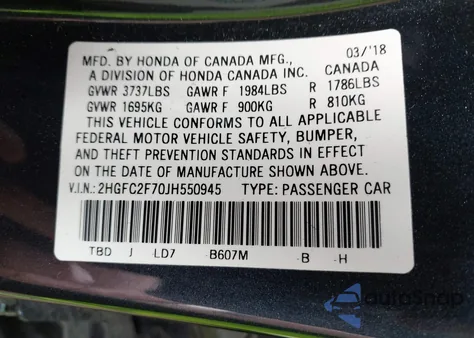 MFD. BY HONDA OF CANADA MFG., 03/'18
A DIVISION OF HONDA CANADA INC. CANADA
GVWR 3737LBS GAWR F 1984LBS R 1786LBS
GVWR 1695KG GAWR F 900KG R 810KG
THIS VEHICLE CONFORMS TO ALL APPLICABLE
FEDERAL MOTOR VEHICLE SAFETY, BUMPER,
AND THEFT PREVENTION STANDARDS IN EFFECT
ON THE DATE OF MANUFACTURE SHOWN ABOVE.
V.I.N.: 2HGFC2F70JH550945 TYPE: PASSENGER CAR
TBD J LD7 -B607M -B -H
autoSnap